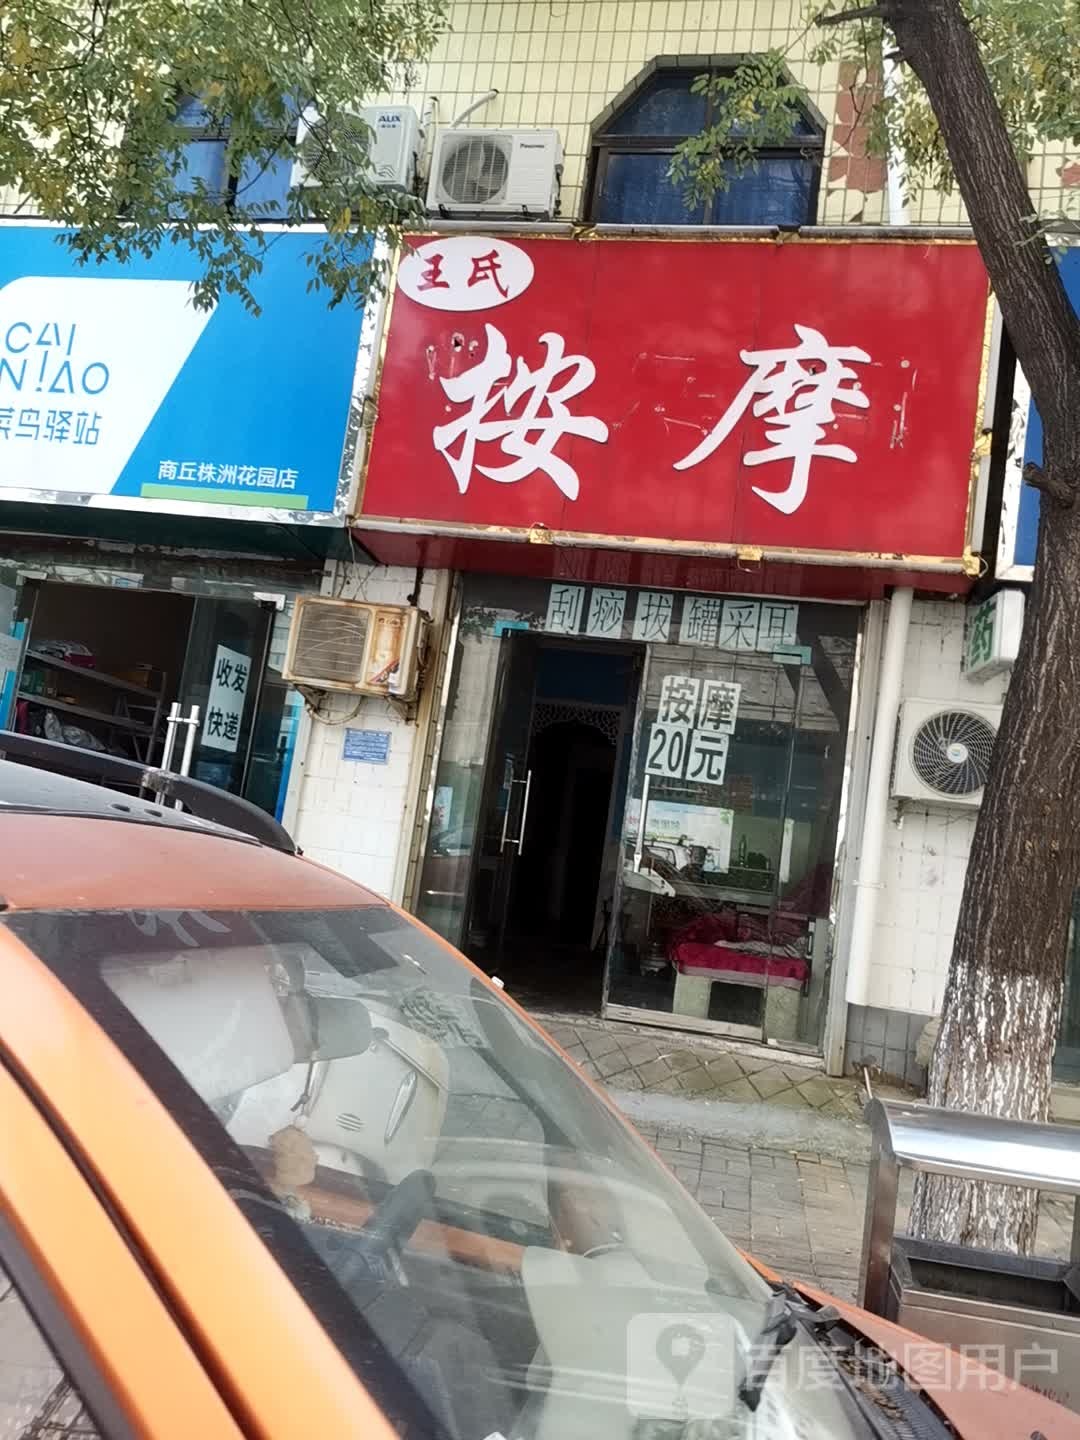 AUX
Panasonic
王氏
按摩
CAI
NIAO
菜鸟驿站
商丘株洲花园店
刮痧拔罐采耳
收发
快递
按摩
20元
药
百度地图用户